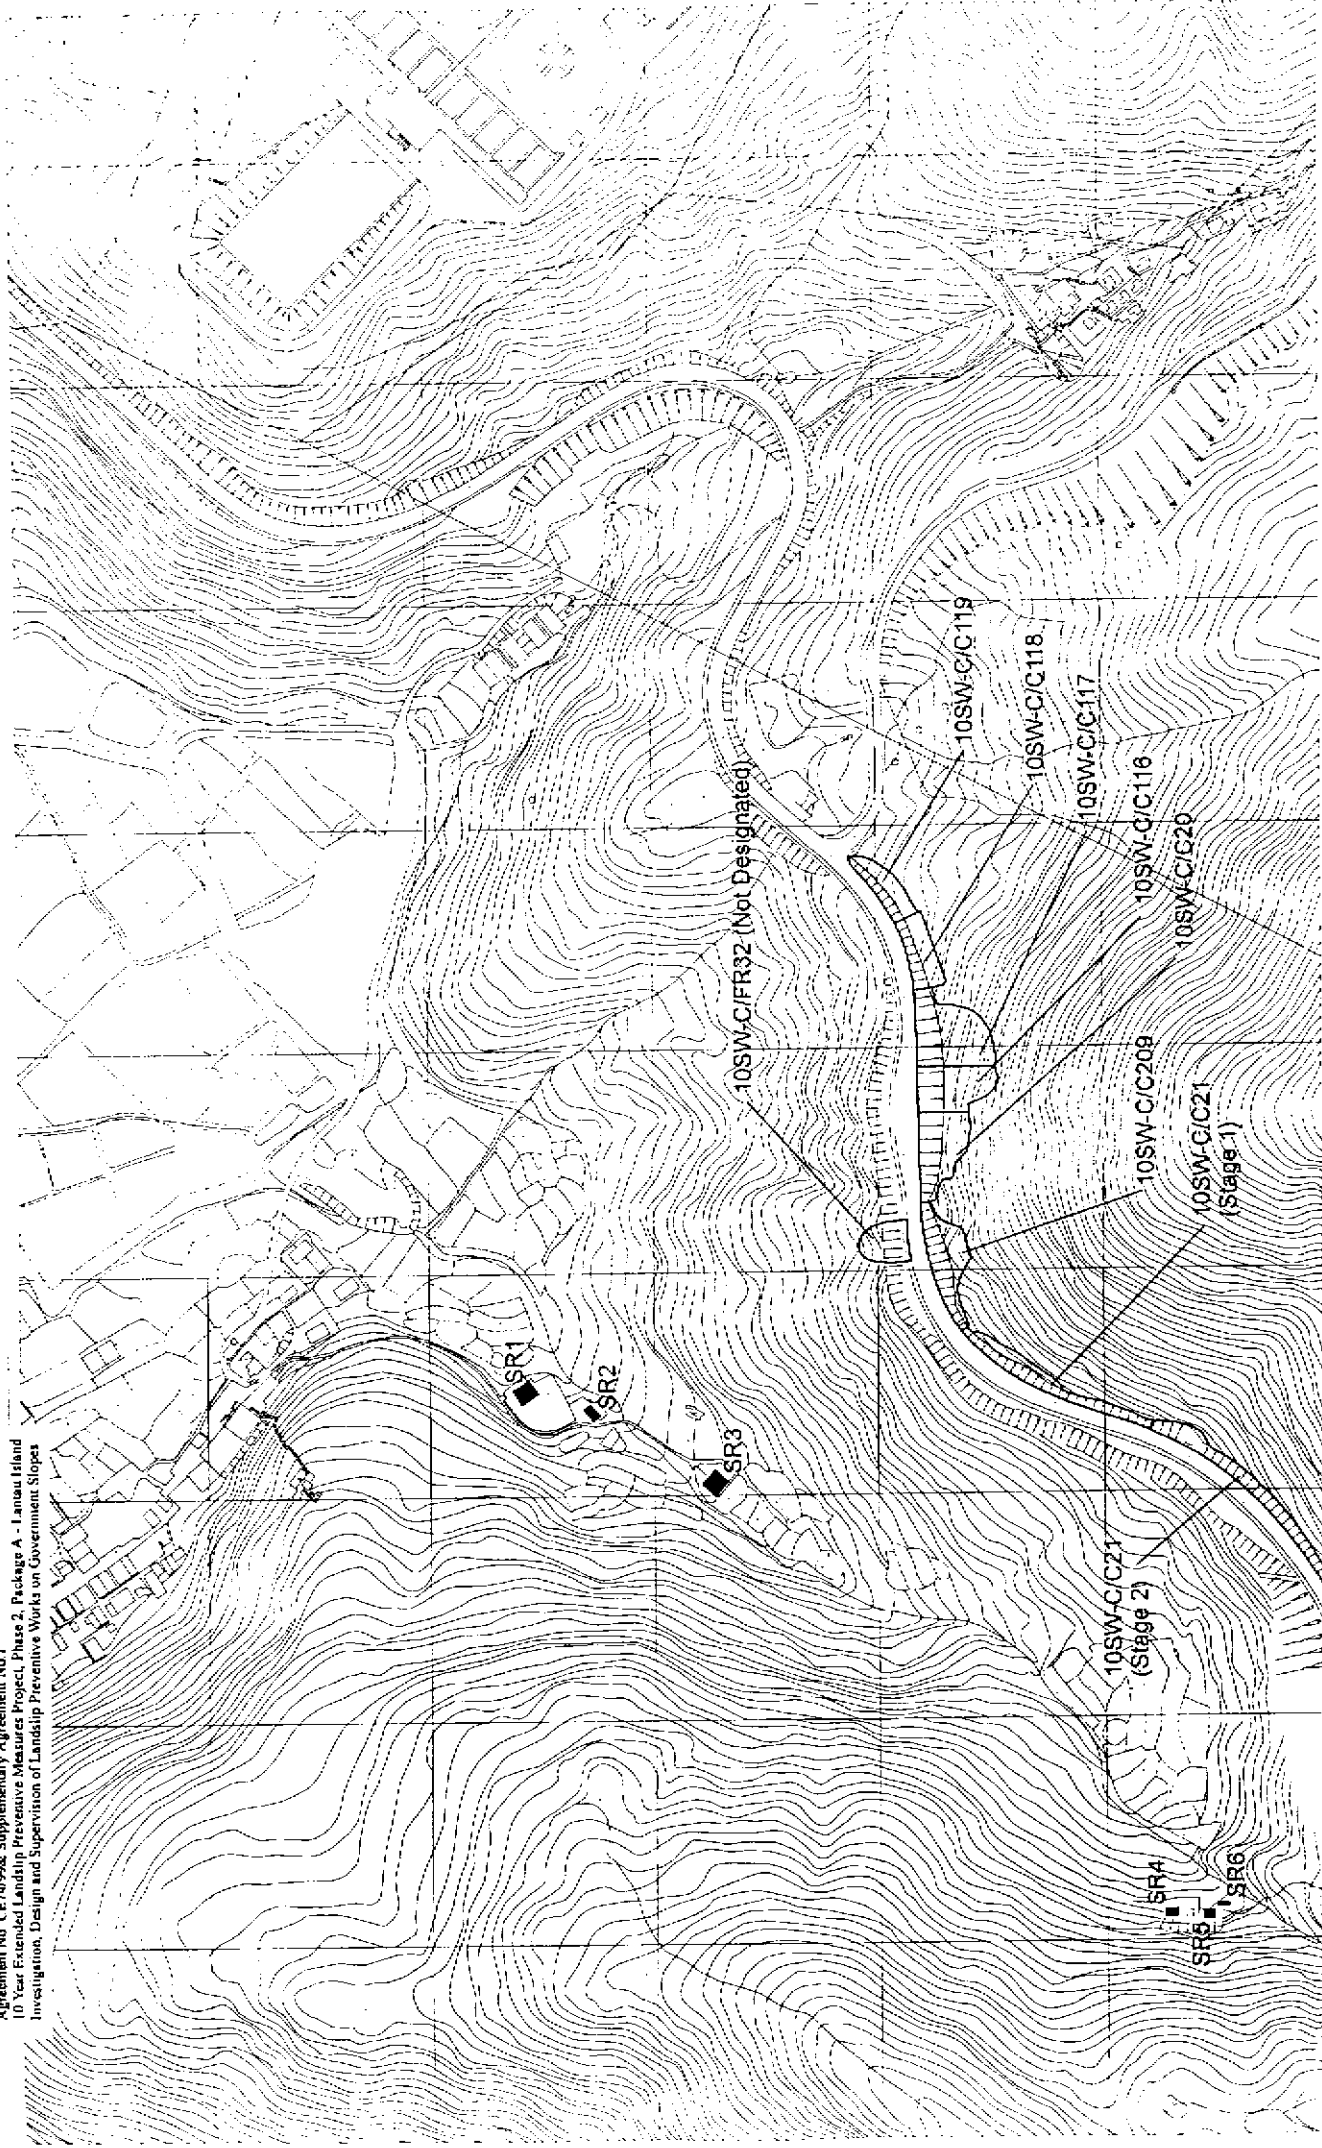 10 Year Extended Landslip Preventive Measures Project, Phase 2, Package A - Lantau Island
Investigation, Design and Supervision of Landslip Preventive Works on Government Slopes
SR1
SR2
SR3
SR4
SR5
SR6
10SW-C/C21
(Stage 2)
10SW-C/C21
(Stage 1)
10SW-C/C209
10SW-C/FR32 (Not Designated)
10SW-C/C20
10SW-C/C116
10SW-C/C117
10SW-C/C118
10SW-C/C119